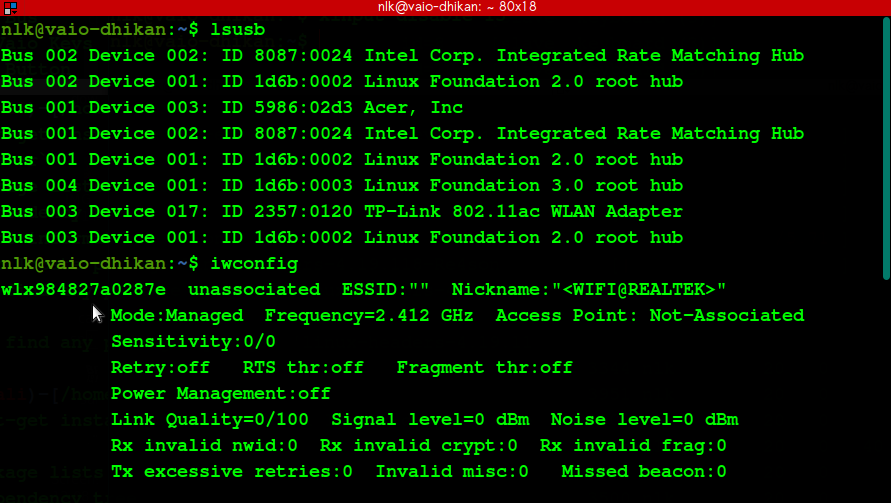 nlk@vaio-dhikan: ~ 80x18
nlk@vaio-dhikan:~$ lsusb
Bus 002 Device 002: ID 8087:0024 Intel Corp. Integrated Rate Matching Hub
Bus 002 Device 001: ID 1d6b:0002 Linux Foundation 2.0 root hub
Bus 001 Device 003: ID 5986:02d3 Acer, Inc
Bus 001 Device 002: ID 8087:0024 Intel Corp. Integrated Rate Matching Hub
Bus 001 Device 001: ID 1d6b:0002 Linux Foundation 2.0 root hub
Bus 004 Device 001: ID 1d6b:0003 Linux Foundation 3.0 root hub
Bus 003 Device 017: ID 2357:0120 TP-Link 802.11ac WLAN Adapter
Bus 003 Device 001: ID 1d6b:0002 Linux Foundation 2.0 root hub
nlk@vaio-dhikan:~$ iwconfig
wlx984827a0287e  unassociated  ESSID:""  Nickname:"<WIFI@REALTEK>"
Mode:Managed  Frequency=2.412 GHz  Access Point: Not-Associated
Sensitivity:0/0
Retry:off   RTS thr:off   Fragment thr:off
Power Management:off
Link Quality=0/100  Signal level=0 dBm  Noise level=0 dBm
Rx invalid nwid:0  Rx invalid crypt:0  Rx invalid frag:0
Tx excessive retries:0  Invalid misc:0   Missed beacon:0